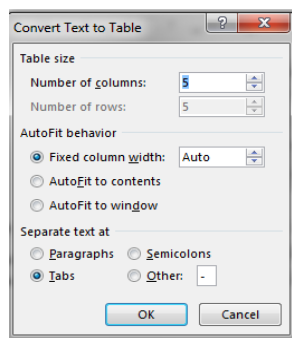 Convert Text to Table
Table size
Number of columns: 5
Number of rows: 5
AutoFit behavior
Fixed column width: Auto
AutoFit to contents
AutoFit to window
Separate text at
Paragraphs Semicolons
Tabs Other: -
OK Cancel